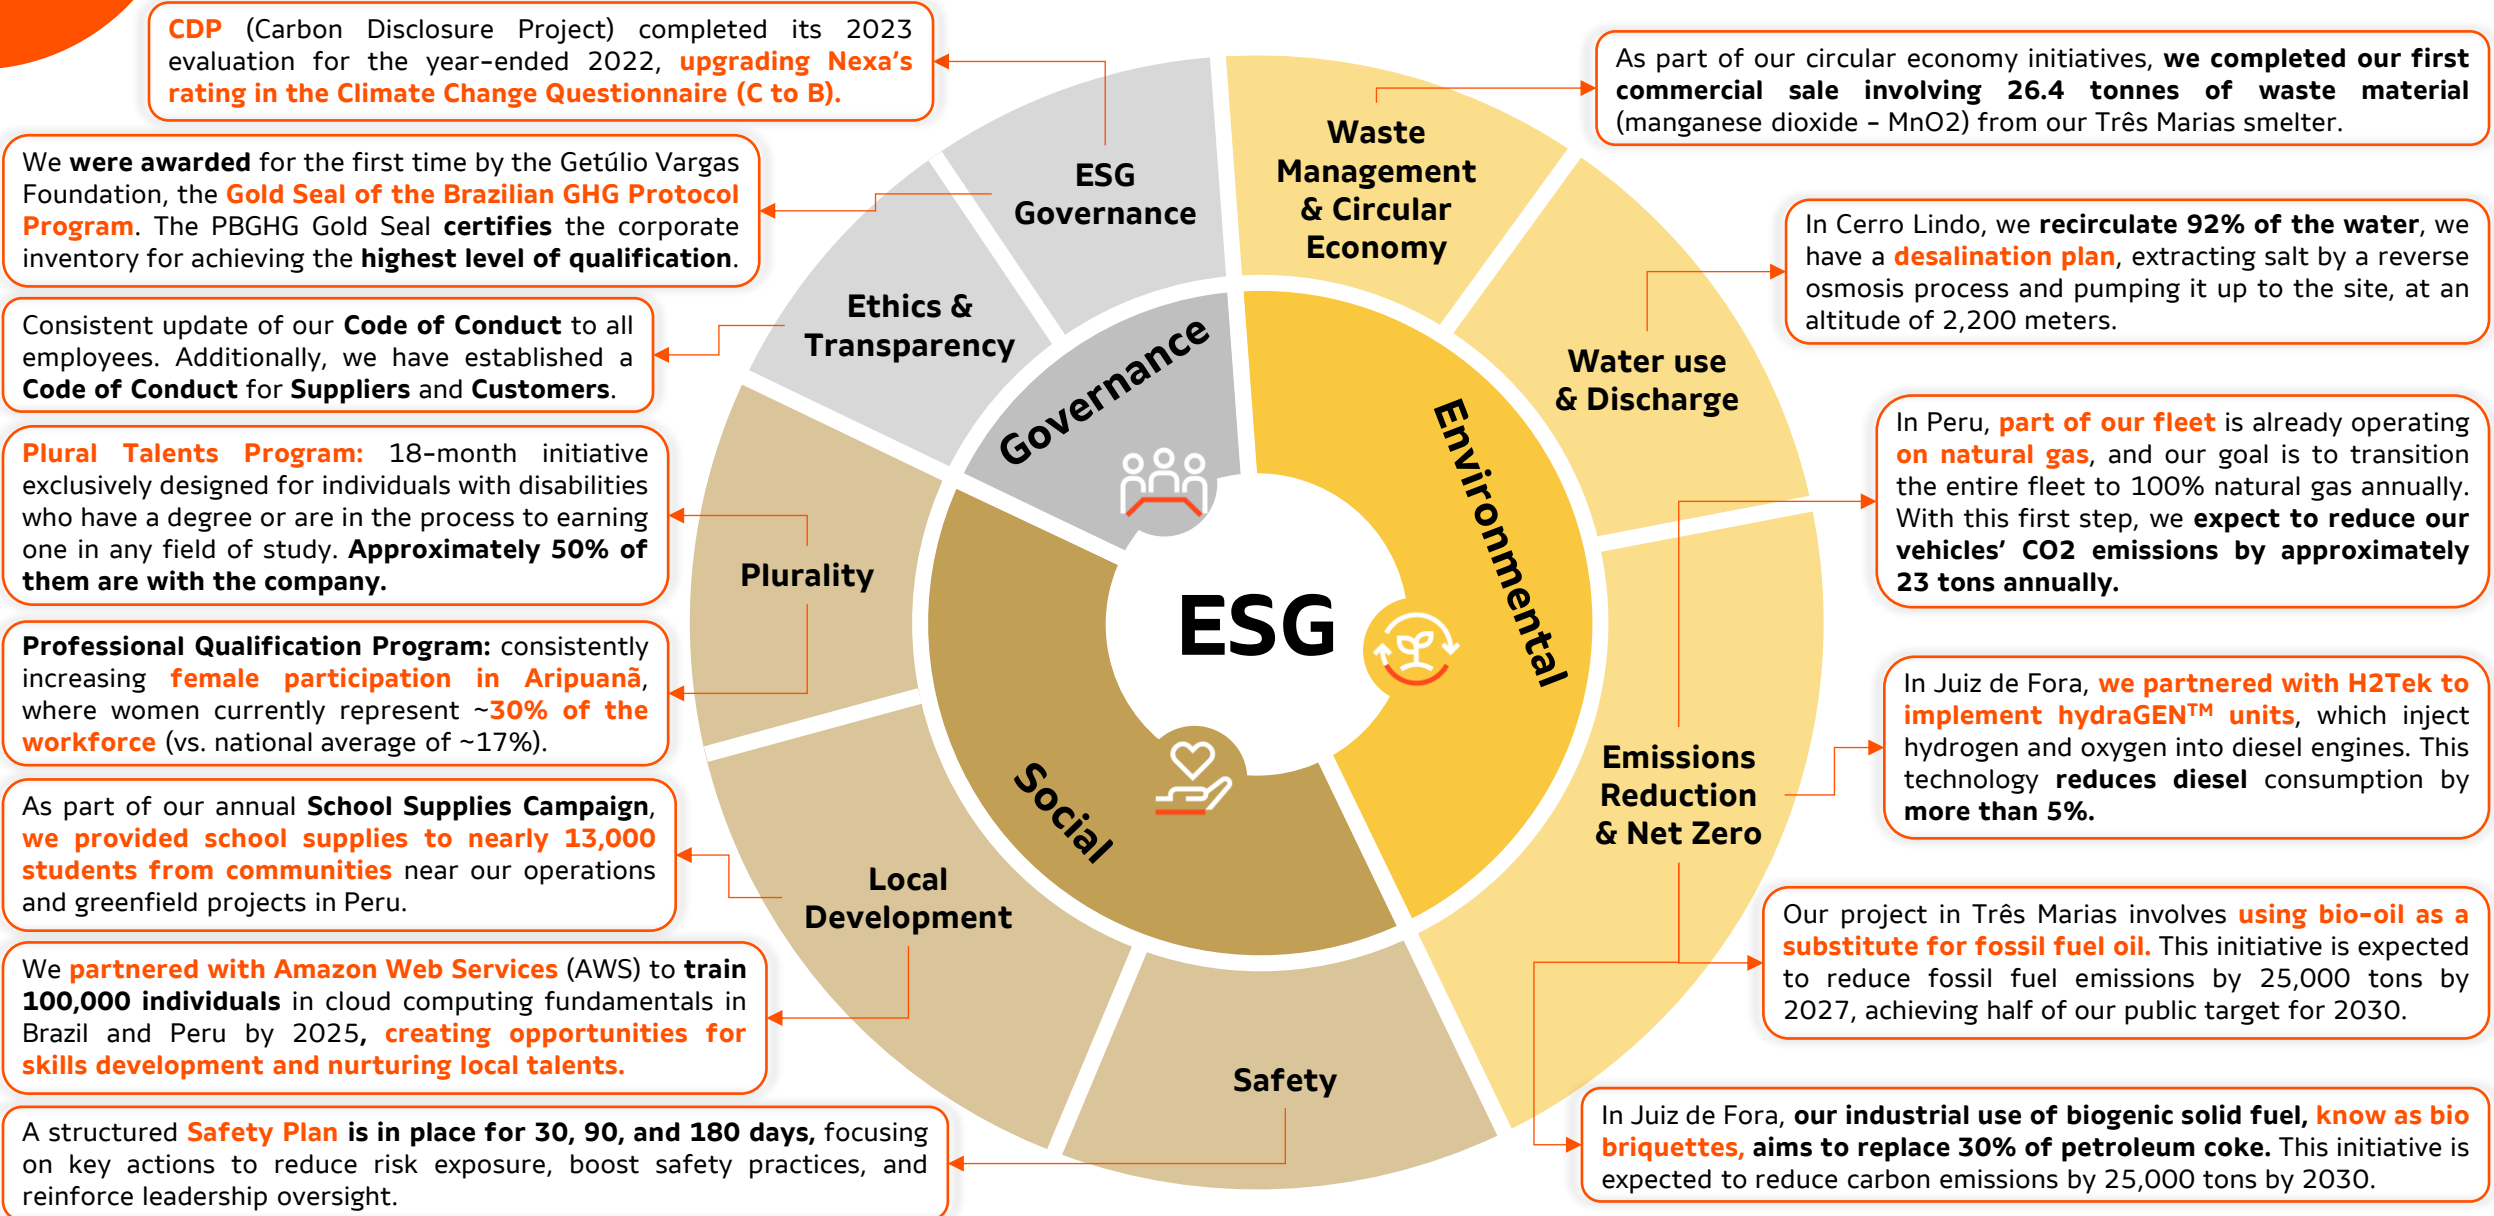 CDP (Carbon Disclosure Project) completed its 2023
evaluation for the year-ended 2022, upgrading Nexa's
rating in the Climate Change Questionnaire (C to B).
We were awarded for the first time by the Getúlio Vargas
Foundation, the Gold Seal of the Brazilian GHG Protocol
Program. The PBGHG Gold Seal certifies the corporate
inventory for achieving the highest level of qualification.
Consistent update of our Code of Conduct to all
employees. Additionally, we have established a
Code of Conduct for Suppliers and Customers.
Plural Talents Program: 18-month initiative
exclusively designed for individuals with disabilities
who have a degree or are in the process to earning
one in any field of study. Approximately 50% of
them are with the company.
Professional Qualification Program: consistently
increasing female participation in Aripuanã,
where women currently represent ~30% of the
workforce (vs. national average of ~17%).
As part of our annual School Supplies Campaign,
we provided school supplies to nearly 13,000
students from communities near our operations
and greenfield projects in Peru.
We partnered with Amazon Web Services (AWS) to train
100,000 individuals in cloud computing fundamentals in
Brazil and Peru by 2025, creating opportunities for
skills development and nurturing local talents.
A structured Safety Plan is in place for 30, 90, and 180 days, focusing
on key actions to reduce risk exposure, boost safety practices, and
reinforce leadership oversight.
ESG
Governance
Ethics &
Transparency
Plurality
Local
Development
Safety
Governance
Social
Environmental
ESG
Waste
Management
& Circular
Economy
Water use
& Discharge
Emissions
Reduction
& Net Zero
As part of our circular economy initiatives, we completed our first
commercial sale involving 26.4 tonnes of waste material
(manganese dioxide - MnO2) from our Três Marias smelter.
In Cerro Lindo, we recirculate 92% of the water, we
have a desalination plan, extracting salt by a reverse
osmosis process and pumping it up to the site, at an
altitude of 2,200 meters.
In Peru, part of our fleet is already operating
on natural gas, and our goal is to transition
the entire fleet to 100% natural gas annually.
With this first step, we expect to reduce our
vehicles' CO2 emissions by approximately
23 tons annually.
In Juiz de Fora, we partnered with H2Tek to
implement hydraGEN™ units, which inject
hydrogen and oxygen into diesel engines. This
technology reduces diesel consumption by
more than 5%.
Our project in Três Marias involves using bio-oil as a
substitute for fossil fuel oil. This initiative is expected
to reduce fossil fuel emissions by 25,000 tons by
2027, achieving half of our public target for 2030.
In Juiz de Fora, our industrial use of biogenic solid fuel, know as bio
briquettes, aims to replace 30% of petroleum coke. This initiative is
expected to reduce carbon emissions by 25,000 tons by 2030.